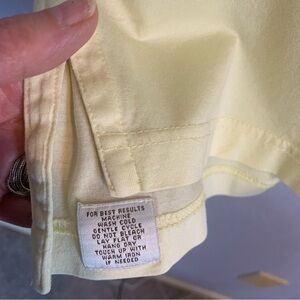 FOR BEST RESULTS
MACHINE
WASH COLD
GENTLE CYCLE
DO NOT BLEACH
LAY FLAT OR
HANG DRY
TOUCH UP WITH
WARM IRON
IF NEEDED